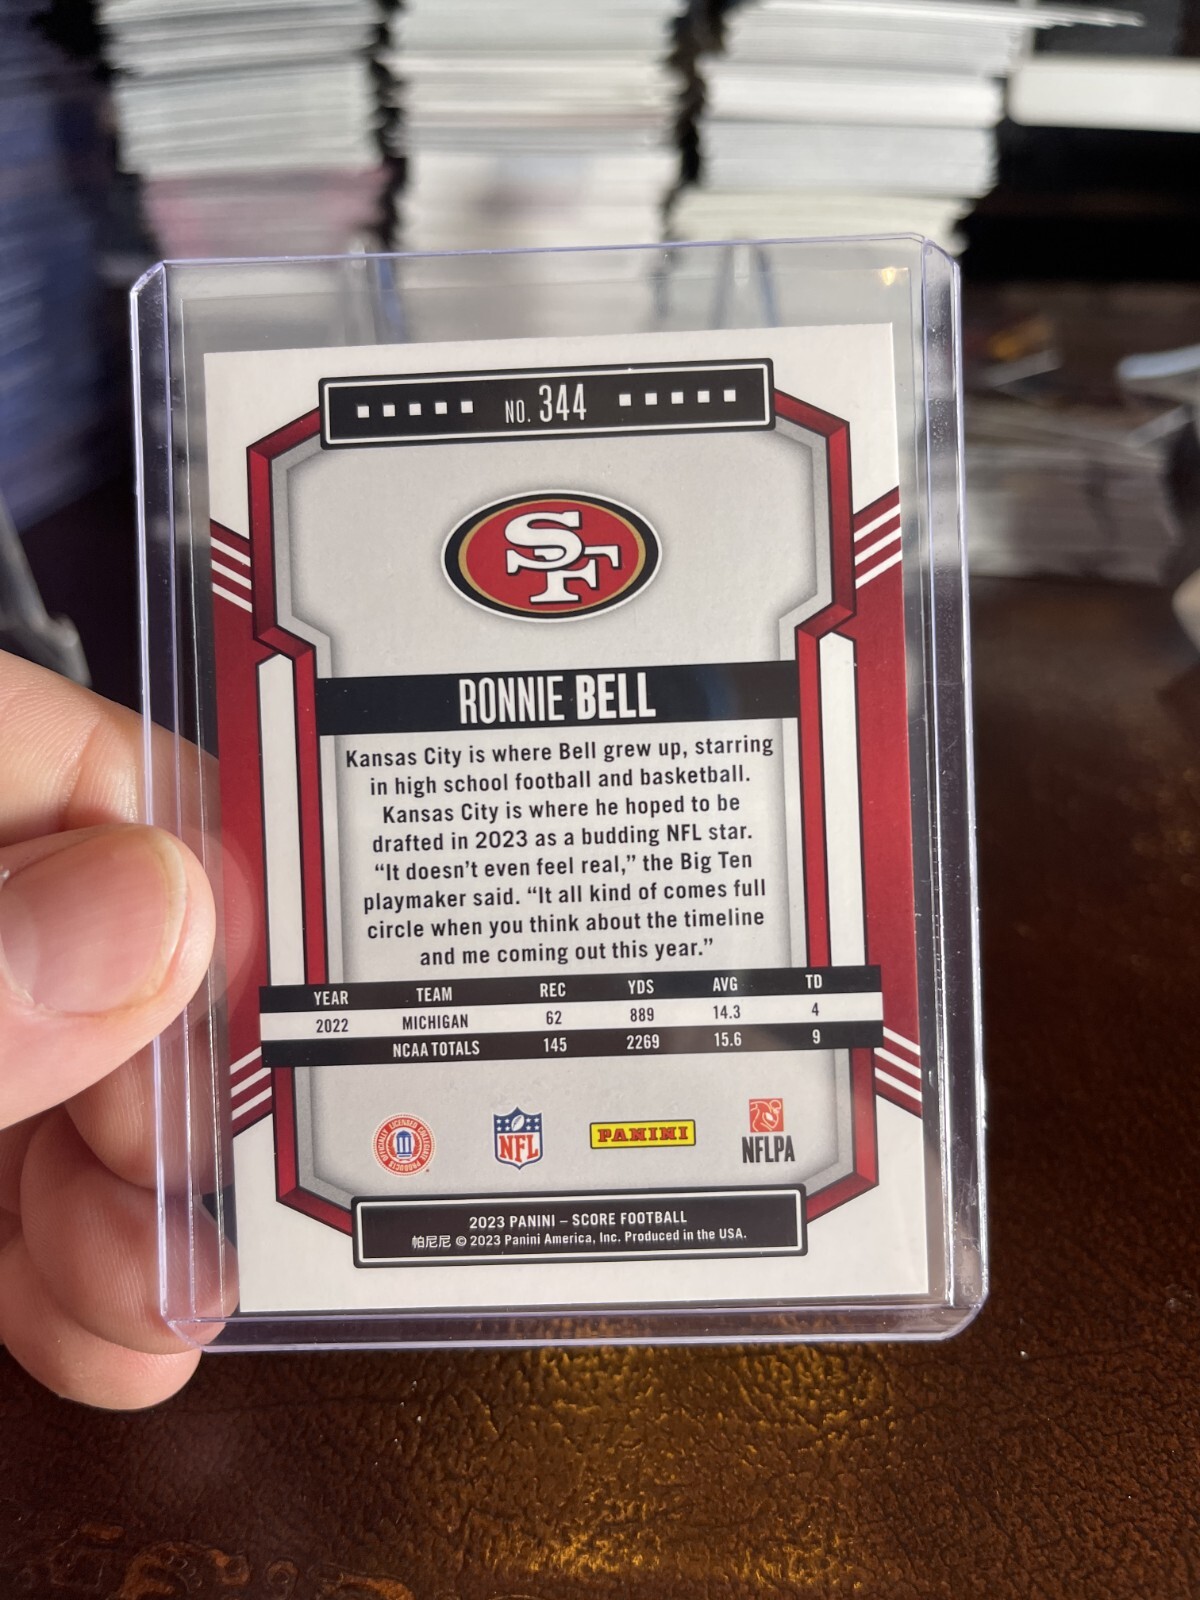 NO. 344
SF
RONNIE BELL
Kansas City is where Bell grew up, starring
in high school football and basketball.
Kansas City is where he hoped to be
drafted in 2023 as a budding NFL star.
“It doesn’t even feel real,” the Big Ten
playmaker said. “It all kind of comes full
circle when you think about the timeline
and me coming out this year.”
YEAR TEAM REC YDS AVG TD
2022 MICHIGAN 62 889 14.3 4
NCAA TOTALS 145 2269 15.6 9
OFFICIALLY LICENSED COLLEGIATE PRODUCTS
NFL
PANINI
NFLPA
2023 PANINI – SCORE FOOTBALL
帕尼尼 © 2023 Panini America, Inc. Produced in the USA.